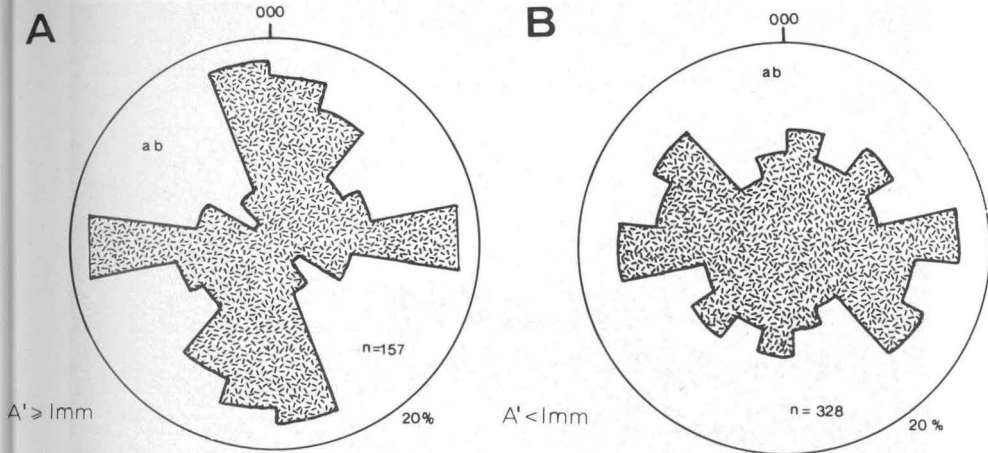 A
000
ab
n=157
20%
A' ⩾ 1mm
B
000
ab
n= 328
20 %
A' < 1mm